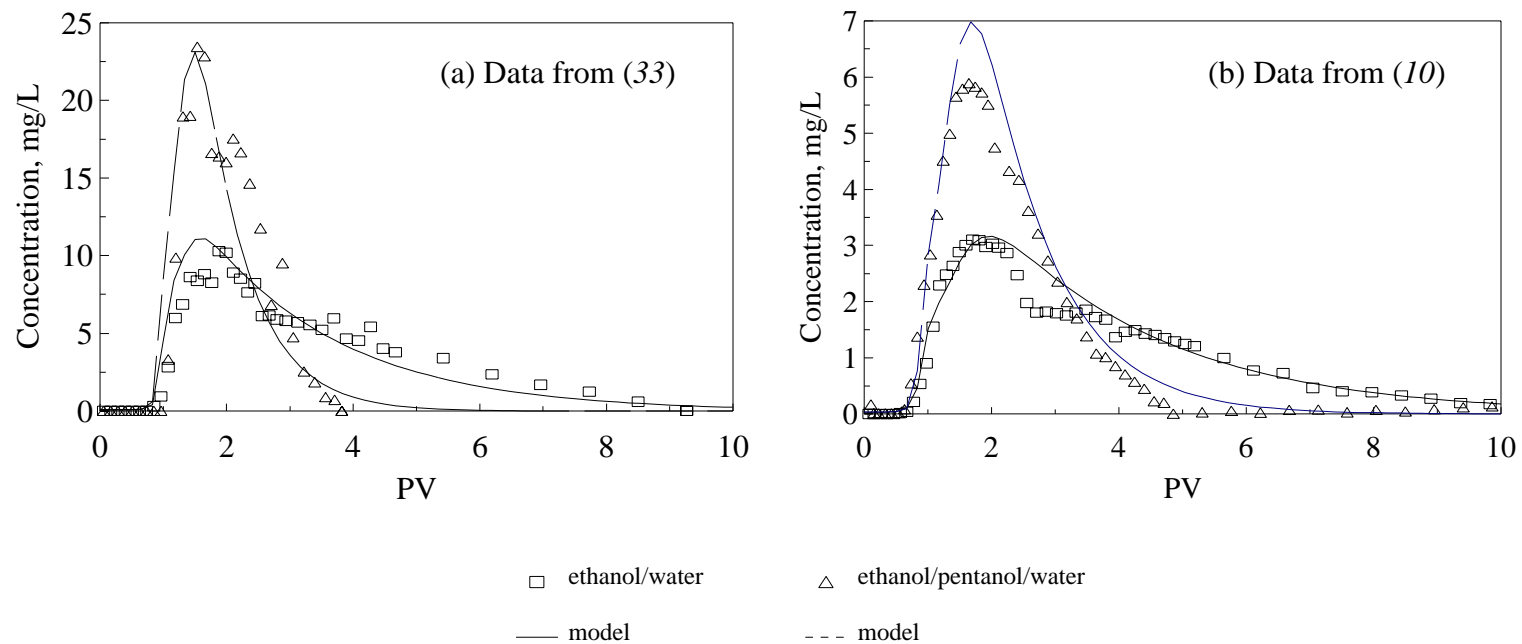 (a) Data from (33)
Concentration, mg/L
25
20
15
10
5
0
0 2 4 6 8 10
PV
(b) Data from (10)
Concentration, mg/L
7
6
5
4
3
2
1
0
0 2 4 6 8 10
PV
ethanol/water
ethanol/pentanol/water
model
model